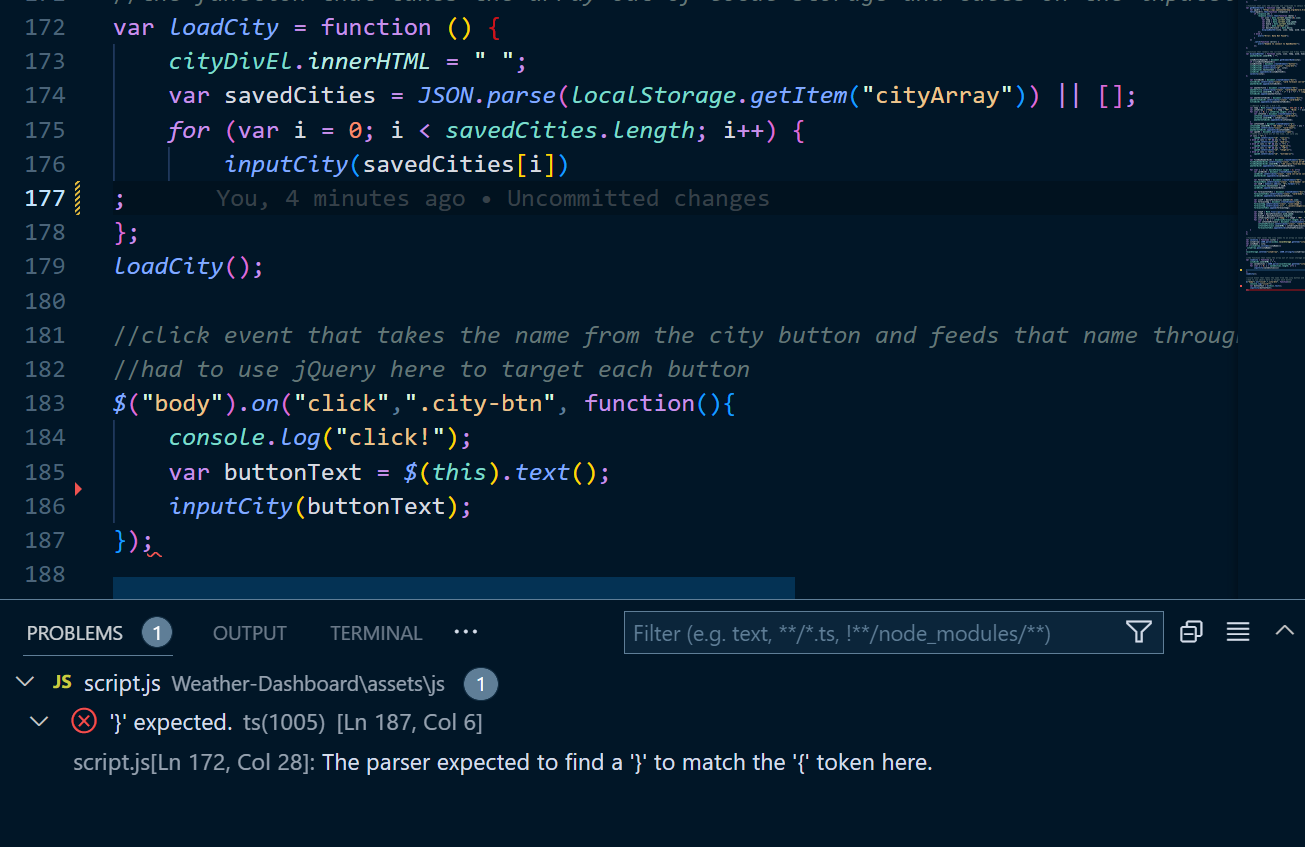 172 var loadCity = function () {
173 cityDivEl.innerHTML = " ";
174 var savedCities = JSON.parse(localStorage.getItem("cityArray")) || [];
175 for (var i = 0; i < savedCities.length; i++) {
176 inputCity(savedCities[i])
177 ; You, 4 minutes ago • Uncommitted changes
178 };
179 loadCity();
180
181 //click event that takes the name from the city button and feeds that name throug
182 //had to use jQuery here to target each button
183 $("body").on("click",".city-btn", function(){
184 console.log("click!");
185 var buttonText = $(this).text();
186 inputCity(buttonText);
187 });
188
PROBLEMS 1 OUTPUT TERMINAL ··· Filter (e.g. text, **/*.ts, !**/node_modules/**)
JS script.js Weather-Dashboard\assets\js 1
'}' expected. ts(1005) [Ln 187, Col 6]
script.js[Ln 172, Col 28]: The parser expected to find a '}' to match the '{' token here.